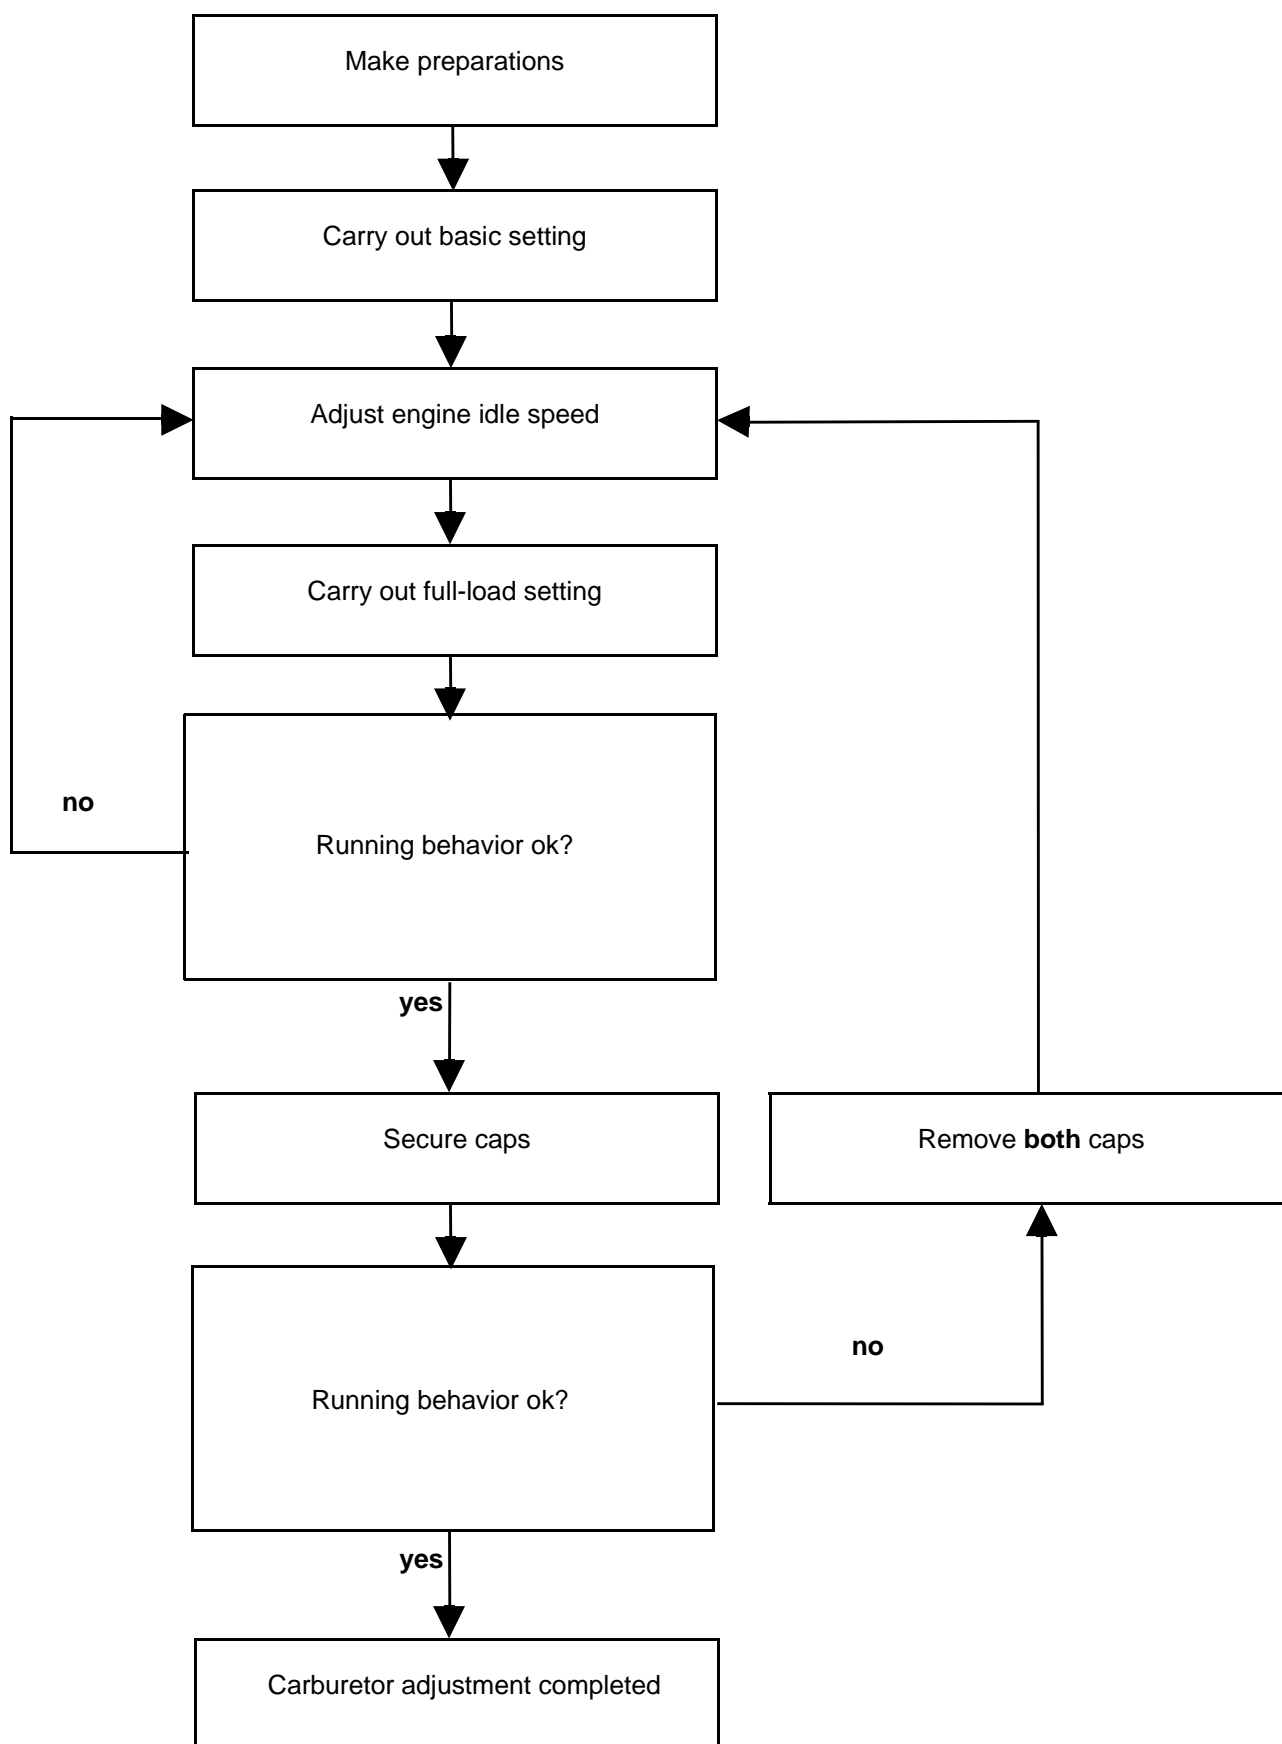 Make preparations
Carry out basic setting
Adjust engine idle speed
Carry out full-load setting
no
Running behavior ok?
yes
Secure caps
Remove both caps
no
Running behavior ok?
yes
Carburetor adjustment completed